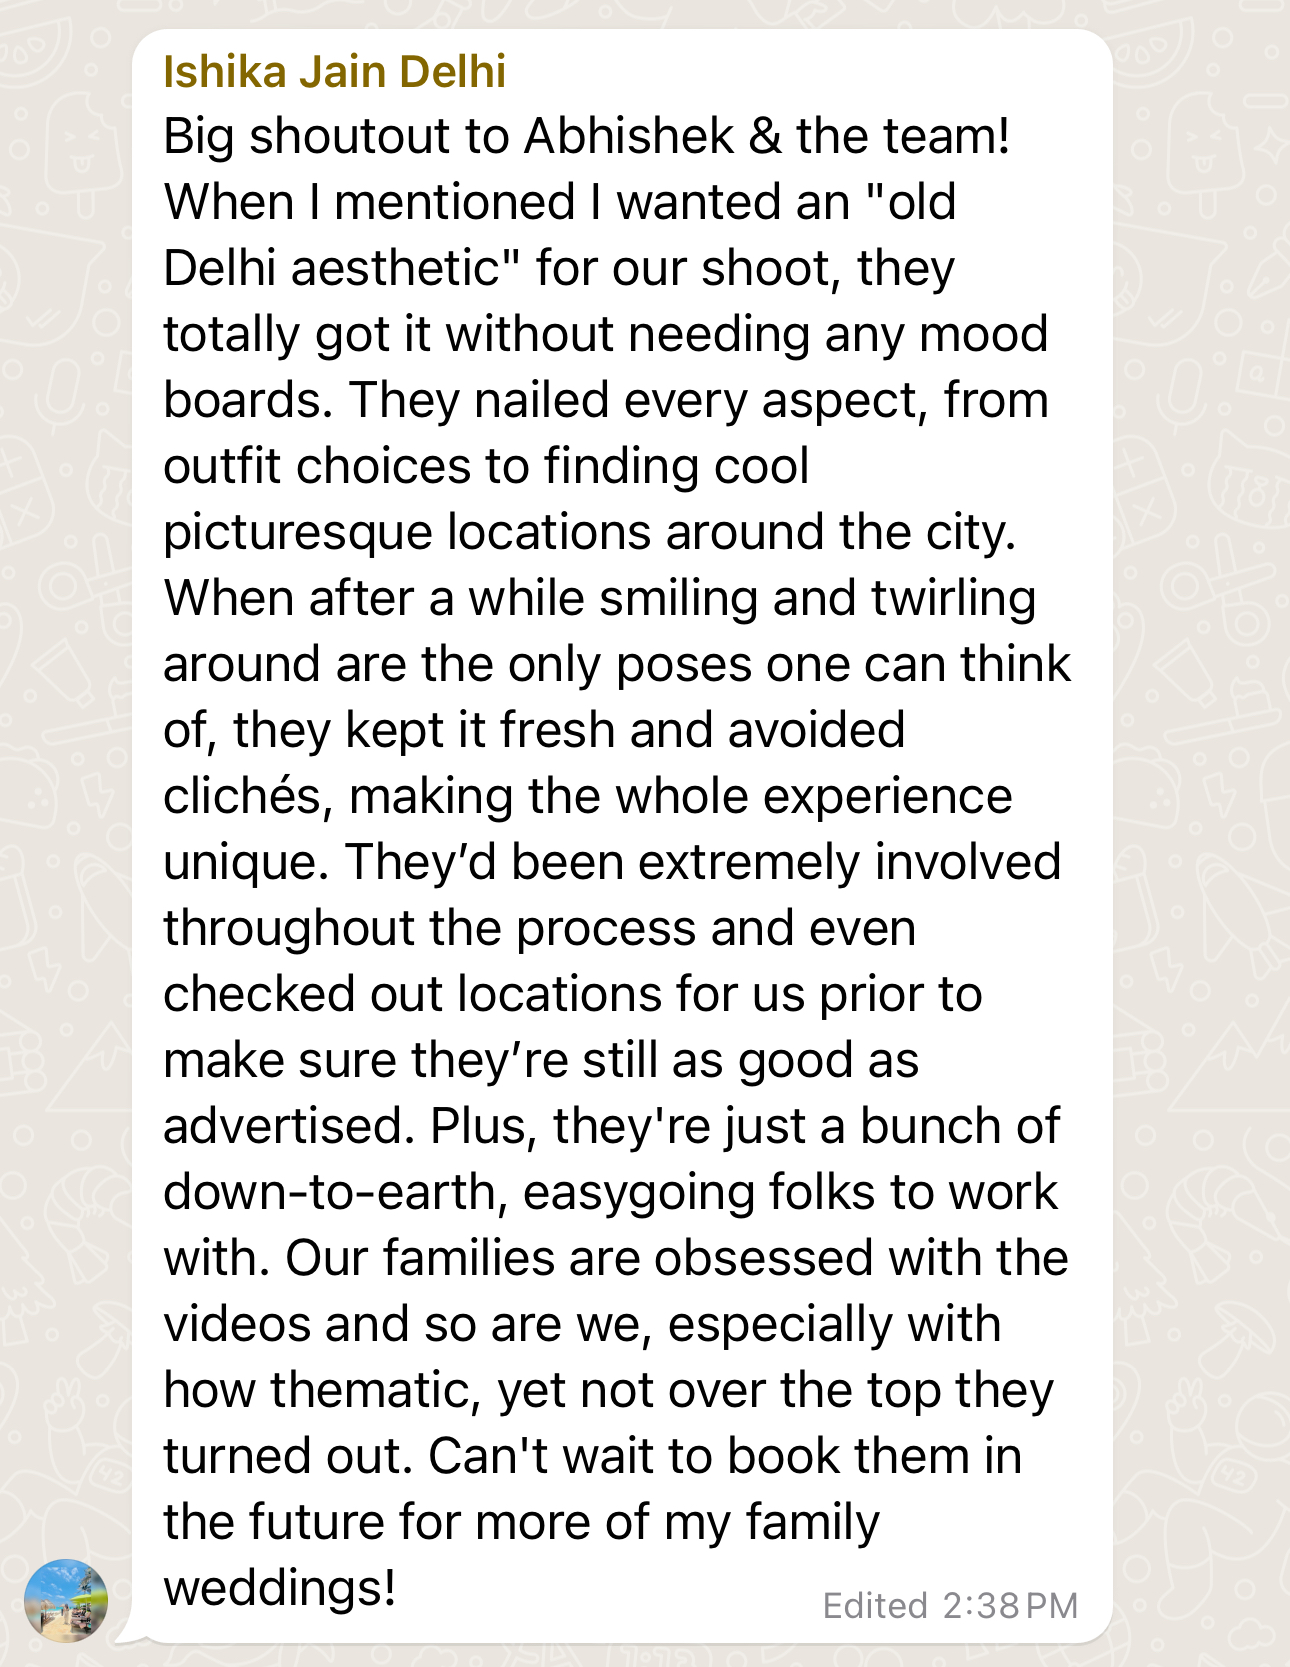 Ishika Jain Delhi
Big shoutout to Abhishek & the team!
When I mentioned I wanted an "old
Delhi aesthetic" for our shoot, they
totally got it without needing any mood
boards. They nailed every aspect, from
outfit choices to finding cool
picturesque locations around the city.
When after a while smiling and twirling
around are the only poses one can think
of, they kept it fresh and avoided
clichés, making the whole experience
unique. They’d been extremely involved
throughout the process and even
checked out locations for us prior to
make sure they’re still as good as
advertised. Plus, they're just a bunch of
down-to-earth, easygoing folks to work
with. Our families are obsessed with the
videos and so are we, especially with
how thematic, yet not over the top they
turned out. Can't wait to book them in
the future for more of my family
weddings!
Edited 2:38 PM